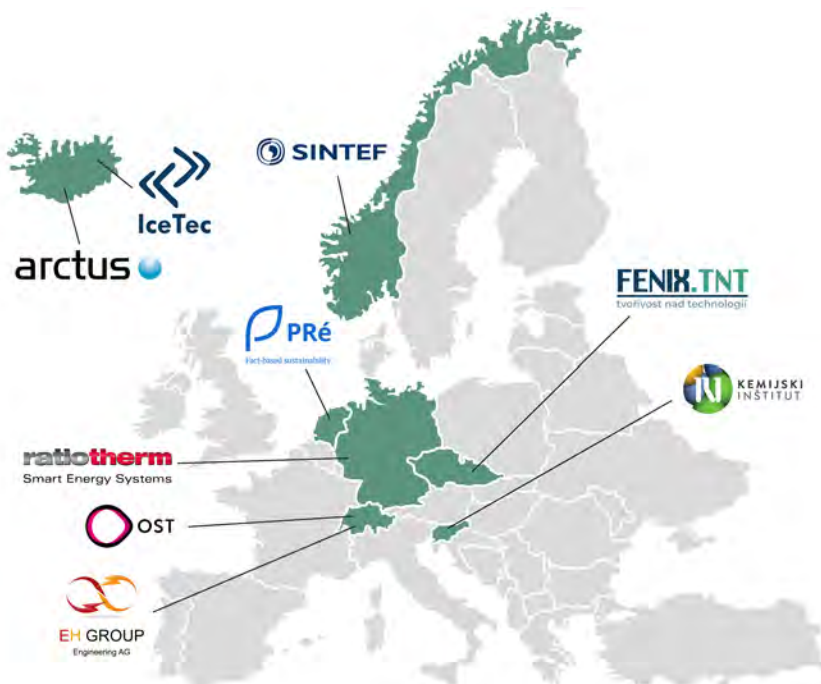 SINTEF
IceTec
arctus
FENIX.TNT
tvořivost nad technologií
PRé
Fact-based sustainability
KEMIJSKI
INŠTITUT
ratiotherm
Smart Energy Systems
OST
EH GROUP
Engineering AG